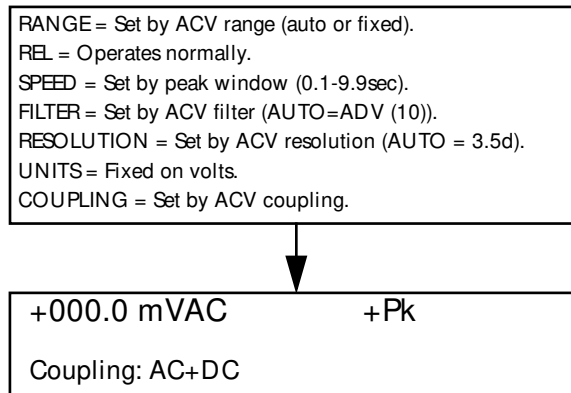 RANGE = Set by ACV range (auto or fixed).
REL = Operates normally.
SPEED = Set by peak window (0.1-9.9sec).
FILTER = Set by ACV filter (AUTO=ADV (10)).
RESOLUTION = Set by ACV resolution (AUTO = 3.5d).
UNITS = Fixed on volts.
COUPLING = Set by ACV coupling.
+000.0 mVAC +Pk
Coupling: AC+DC